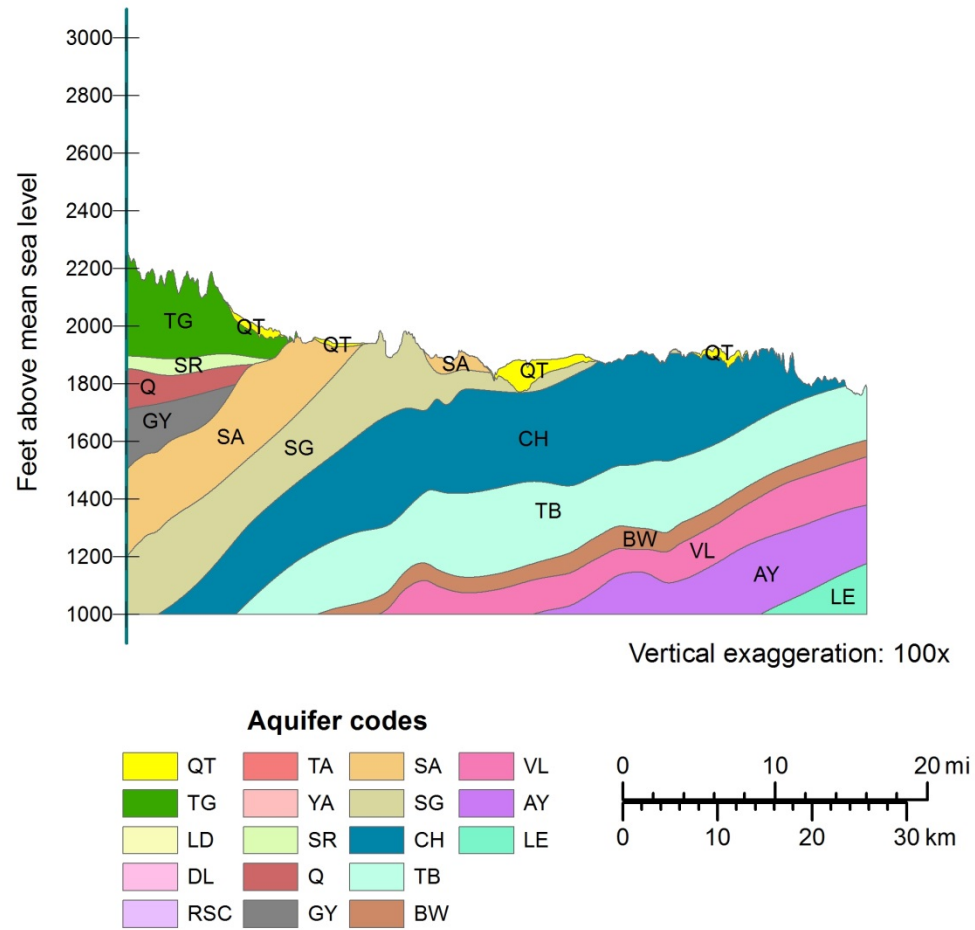 Feet above mean sea level
3000
2800
2600
2400
2200
2000
1800
1600
1400
1200
1000
TG
QT
QT
SR
SA
QT
QT
Q
GY
SA
SG
CH
TB
BW
VL
AY
LE
Vertical exaggeration: 100x
Aquifer codes
QT TA SA VL
TG YA SG AY
LD SR CH LE
DL Q TB
RSC GY BW
0 10 20 mi
0 10 20 30 km